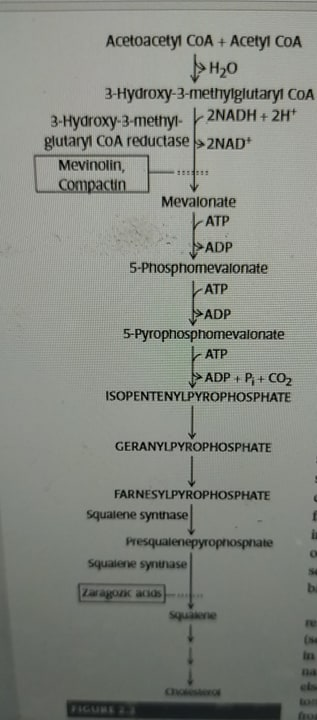 Acetoacetyl CoA + Acetyl CoA
H₂O
3-Hydroxy-3-methylglutaryl CoA
3-Hydroxy-3-methyl-
glutaryl CoA reductase
2NADH + 2H⁺
2NAD⁺
Mevinolin,
Compactin
Mevalonate
ATP
ADP
5-Phosphomevalonate
ATP
ADP
5-Pyrophosphomevalonate
ATP
ADP + Pᵢ + CO₂
ISOPENTENYLPYROPHOSPHATE
GERANYLPYROPHOSPHATE
FARNESYLPYROPHOSPHATE
Squalene synthase
Presqualenepyrophosphate
Squalene synthase
Zaragozic acids
Squalene
Cholesterol
FIGURE 2.2